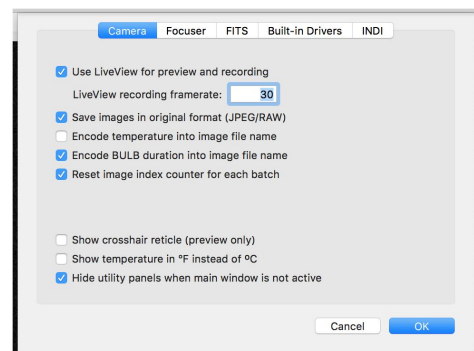 Camera Focuser FITS Built-in Drivers INDI
Use LiveView for preview and recording
LiveView recording framerate: 30
Save images in original format (JPEG/RAW)
Encode temperature into image file name
Encode BULB duration into image file name
Reset image index counter for each batch
Show crosshair reticle (preview only)
Show temperature in °F instead of ºC
Hide utility panels when main window is not active
Cancel OK